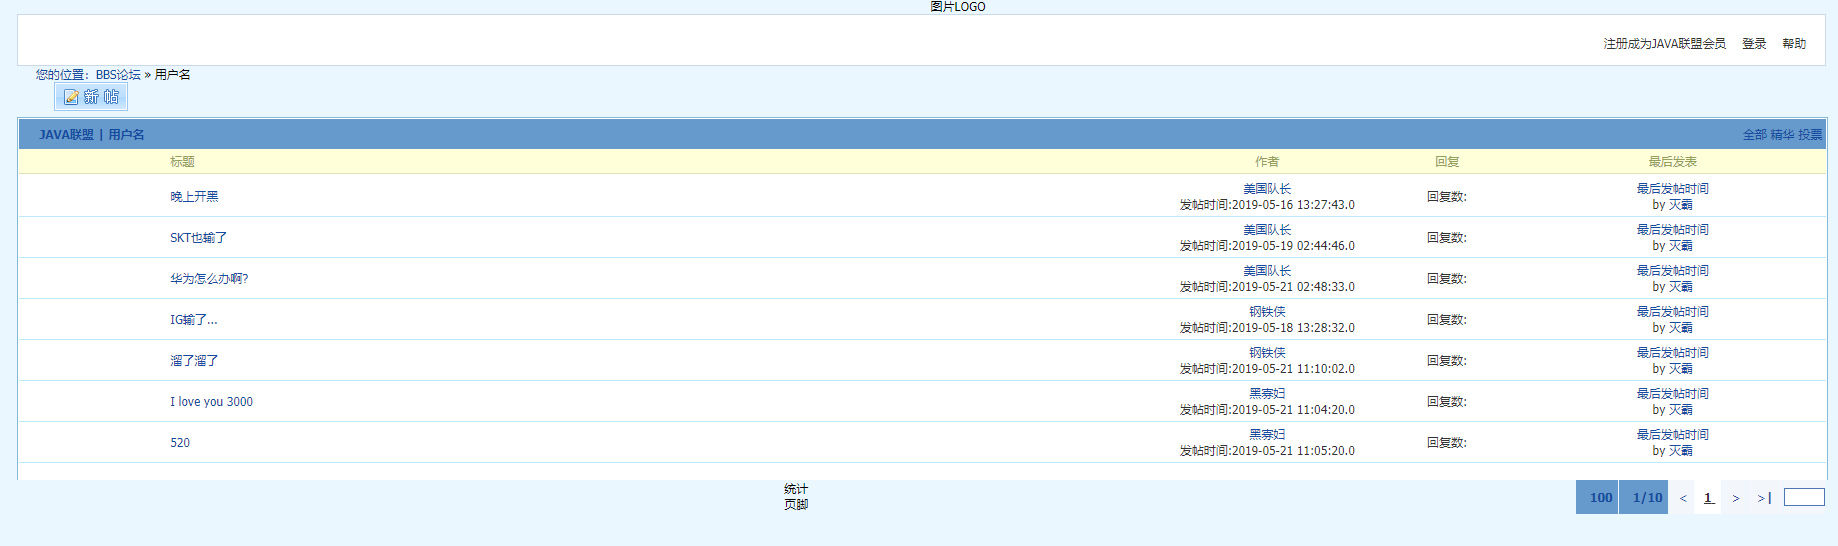 图片LOGO
注册成为JAVA联盟会员 登录 帮助
您的位置：BBS论坛 » 用户名
新帖
JAVA联盟 | 用户名 全部 精华 投票
标题 作者 回复 最后发表
晚上开黑 美国队长 回复数: 最后发帖时间
发帖时间:2019-05-16 13:27:43.0 by 灭霸
SKT也输了 美国队长 回复数: 最后发帖时间
发帖时间:2019-05-19 02:44:46.0 by 灭霸
华为怎么办啊? 美国队长 回复数: 最后发帖时间
发帖时间:2019-05-21 02:48:33.0 by 灭霸
IG输了... 钢铁侠 回复数: 最后发帖时间
发帖时间:2019-05-18 13:28:32.0 by 灭霸
溜了溜了 钢铁侠 回复数: 最后发帖时间
发帖时间:2019-05-21 11:10:02.0 by 灭霸
I love you 3000 黑寡妇 回复数: 最后发帖时间
发帖时间:2019-05-21 11:04:20.0 by 灭霸
520 黑寡妇 回复数: 最后发帖时间
发帖时间:2019-05-21 11:05:20.0 by 灭霸
统计
页脚
100 1/10 < 1 > >|